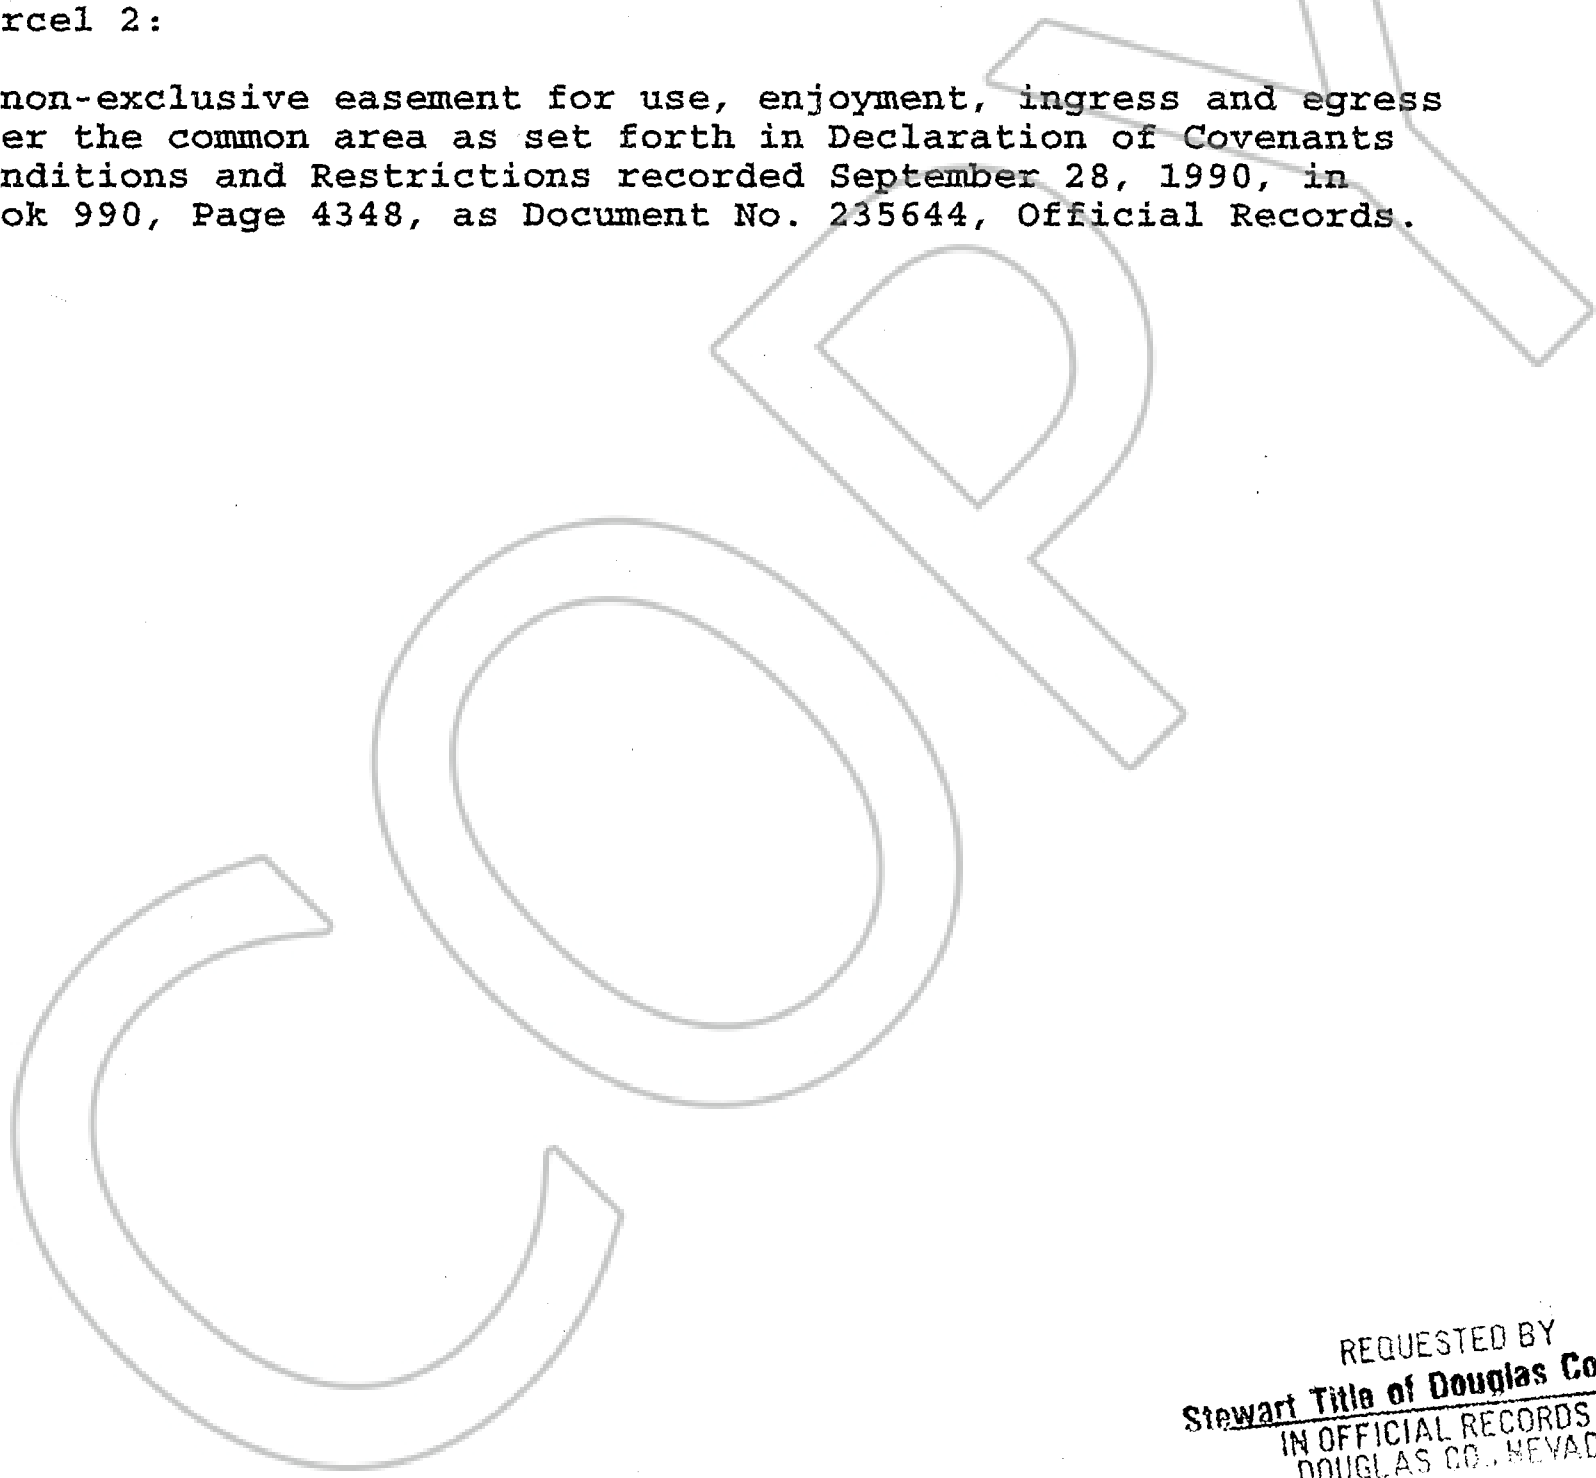 rcel 2:
non-exclusive easement for use, enjoyment, ingress and egress
er the common area as set forth in Declaration of Covenants
nditions and Restrictions recorded September 28, 1990, in
ok 990, Page 4348, as Document No. 235644, Official Records.
COPY
REQUESTED BY
Stewart Title of Douglas Co
IN OFFICIAL RECORDS
DOUGLAS CO., NEVAD